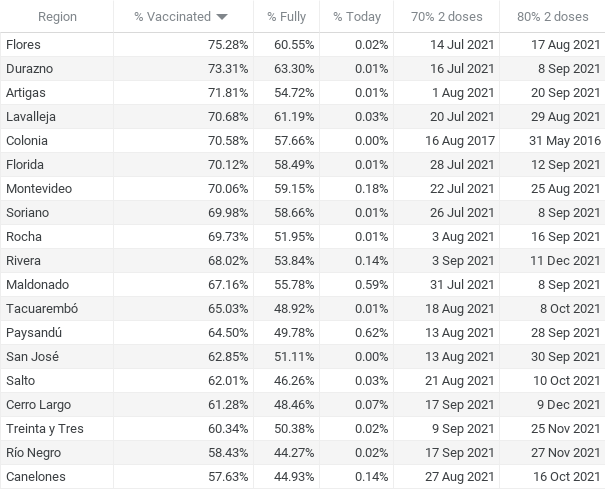 Region % Vaccinated % Fully % Today 70% 2 doses 80% 2 doses
Flores 75.28% 60.55% 0.02% 14 Jul 2021 17 Aug 2021
Durazno 73.31% 63.30% 0.01% 16 Jul 2021 8 Sep 2021
Artigas 71.81% 54.72% 0.01% 1 Aug 2021 20 Sep 2021
Lavalleja 70.68% 61.19% 0.03% 20 Jul 2021 29 Aug 2021
Colonia 70.58% 57.66% 0.00% 16 Aug 2017 31 May 2016
Florida 70.12% 58.49% 0.01% 28 Jul 2021 12 Sep 2021
Montevideo 70.06% 59.15% 0.18% 22 Jul 2021 25 Aug 2021
Soriano 69.98% 58.66% 0.01% 26 Jul 2021 8 Sep 2021
Rocha 69.73% 51.95% 0.01% 3 Aug 2021 16 Sep 2021
Rivera 68.02% 53.84% 0.14% 3 Sep 2021 11 Dec 2021
Maldonado 67.16% 55.78% 0.59% 31 Jul 2021 8 Sep 2021
Tacuarembó 65.03% 48.92% 0.01% 18 Aug 2021 8 Oct 2021
Paysandú 64.50% 49.78% 0.62% 13 Aug 2021 28 Sep 2021
San José 62.85% 51.11% 0.00% 13 Aug 2021 30 Sep 2021
Salto 62.01% 46.26% 0.03% 21 Aug 2021 10 Oct 2021
Cerro Largo 61.28% 48.46% 0.07% 17 Sep 2021 9 Dec 2021
Treinta y Tres 60.34% 50.38% 0.02% 9 Sep 2021 25 Nov 2021
Río Negro 58.43% 44.27% 0.02% 17 Sep 2021 27 Nov 2021
Canelones 57.63% 44.93% 0.14% 27 Aug 2021 16 Oct 2021